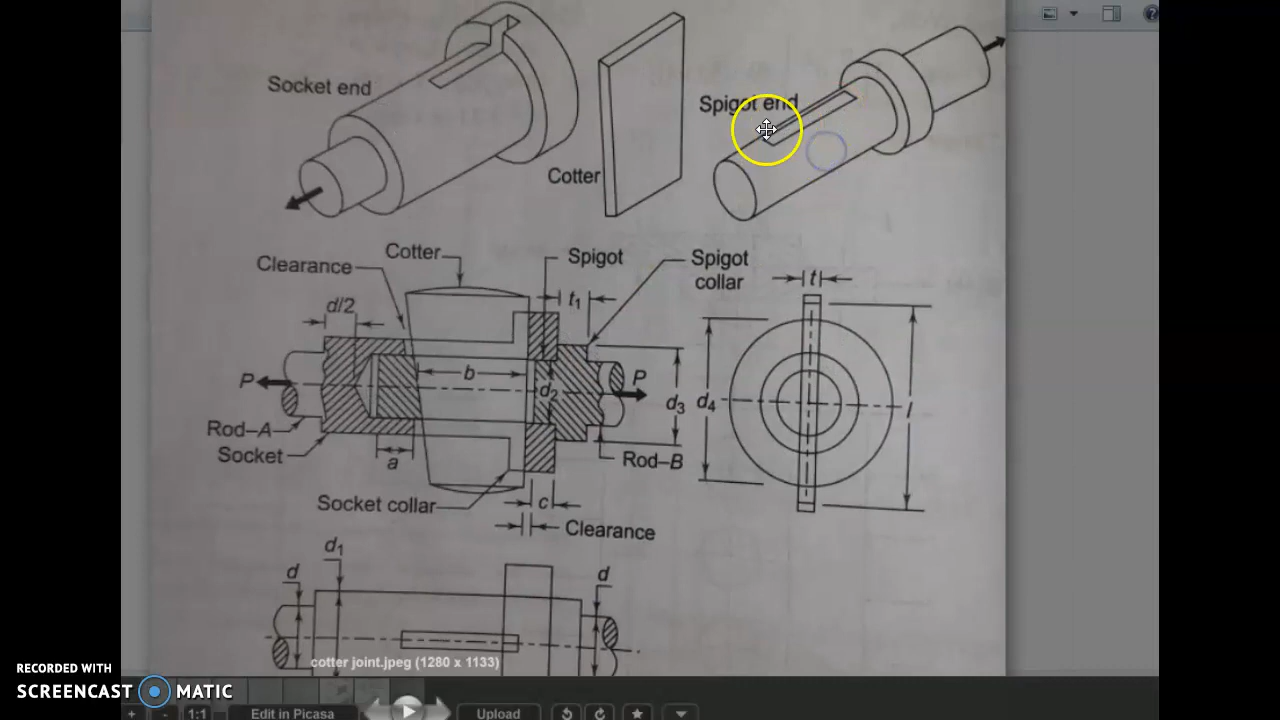 Socket end
Spigot end
Cotter
Cotter
Spigot
Spigot
collar
Clearance
t₁
t
d/2
P
b
d₂
P
d₃
d₄
l
Rod–A
Socket
a
Rod–B
Socket collar
c
Clearance
d₁
d
d
cotter joint.jpeg (1280 x 1133)
RECORDED WITH
SCREENCAST MATIC
1:1
Edit in Picasa
Upload